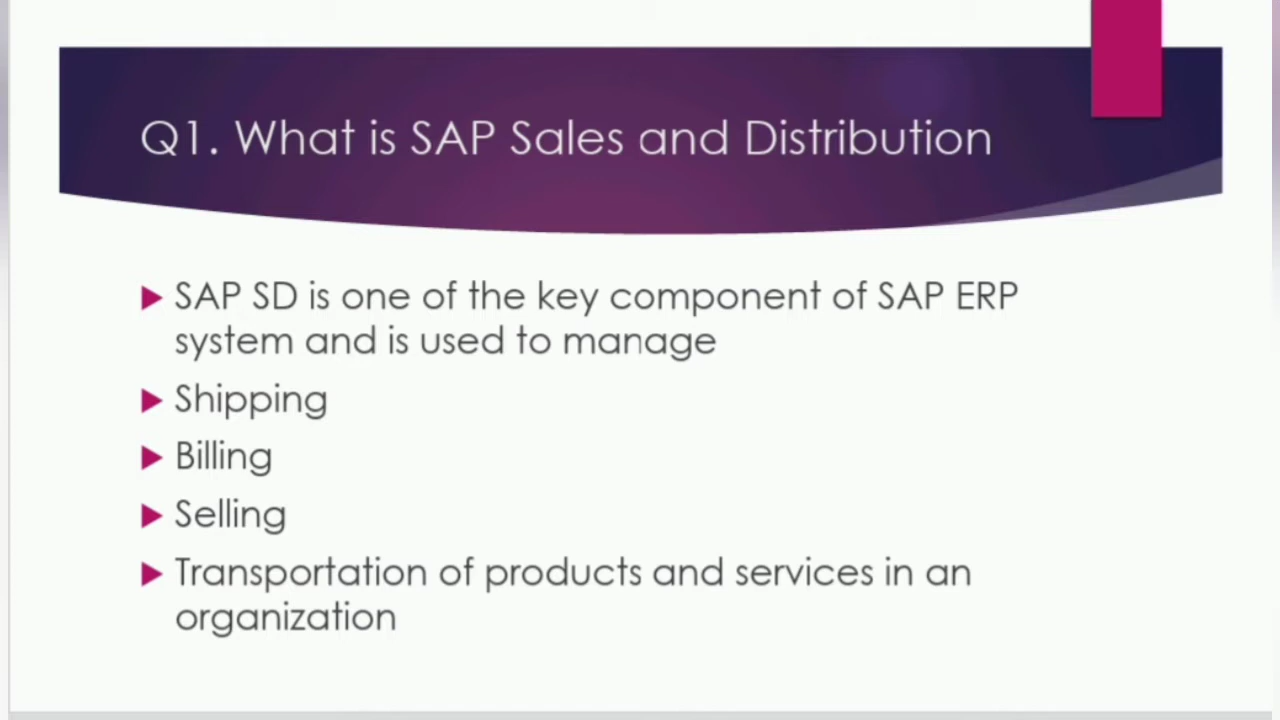 Q1. What is SAP Sales and Distribution
SAP SD is one of the key component of SAP ERP
system and is used to manage
Shipping
Billing
Selling
Transportation of products and services in an
organization